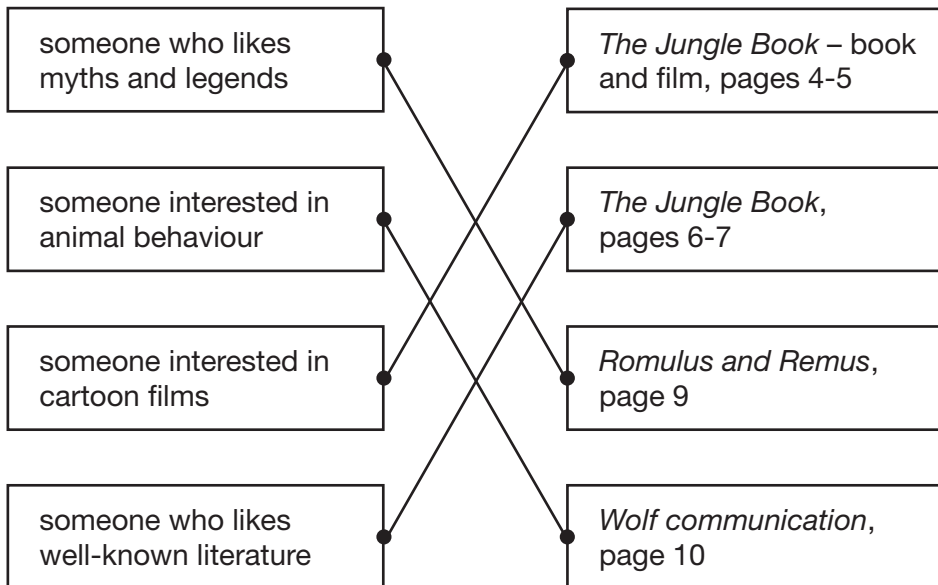 someone who likes
myths and legends
The Jungle Book – book
and film, pages 4-5
someone interested in
animal behaviour
The Jungle Book,
pages 6-7
someone interested in
cartoon films
Romulus and Remus,
page 9
someone who likes
well-known literature
Wolf communication,
page 10